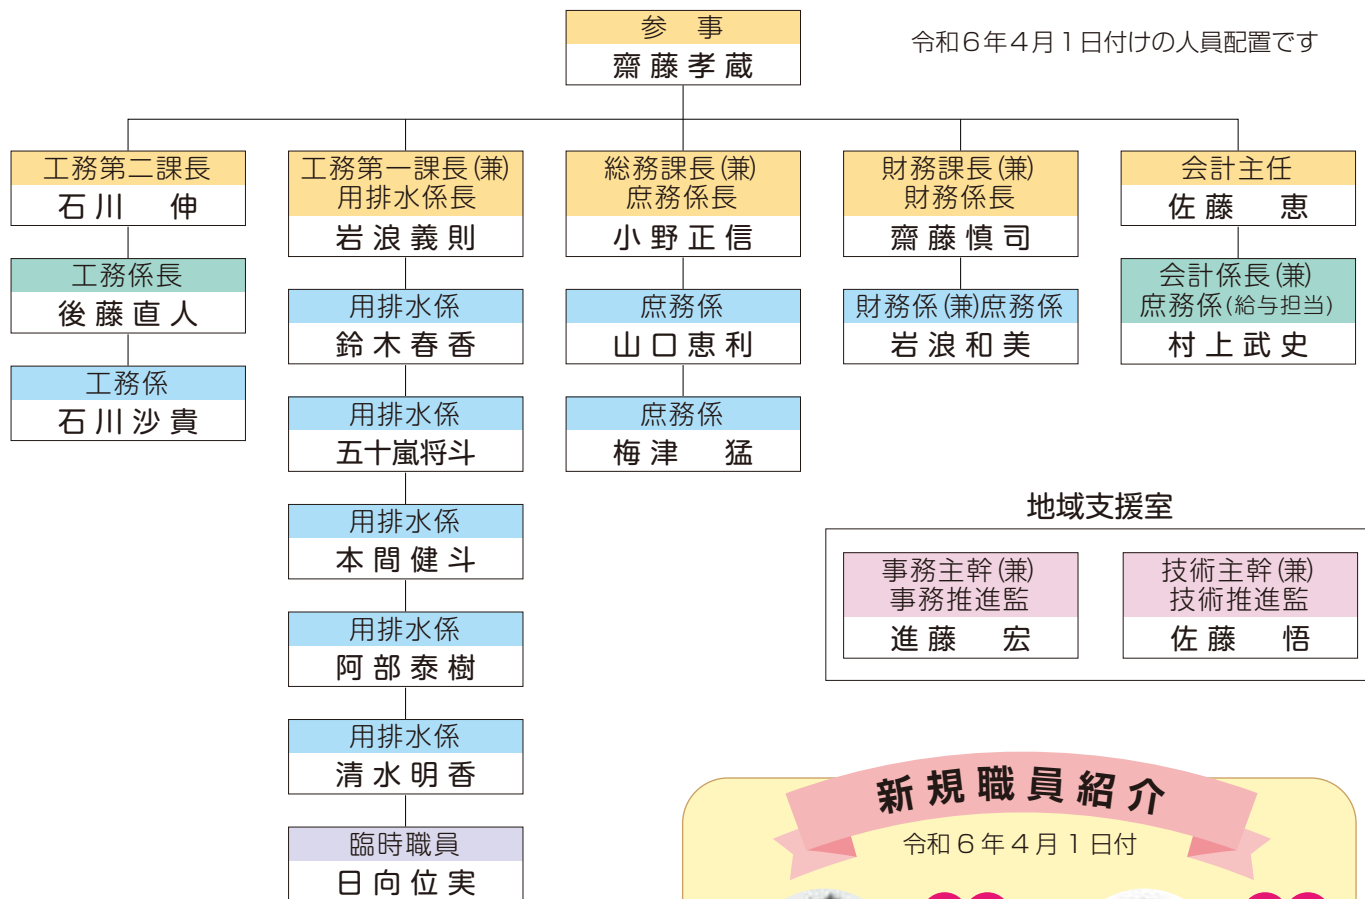 参事
齋藤孝蔵
令和6年4月1日付けの人員配置です
工務第二課長
石川 伸
工務係長
後藤直人
工務係
石川沙貴
工務第一課長(兼)
用排水係長
岩浪義則
用排水係
鈴木春香
用排水係
五十嵐将斗
用排水係
本間健斗
用排水係
阿部泰樹
用排水係
清水明香
臨時職員
日向位実
総務課長(兼)
庶務係長
小野正信
庶務係
山口恵利
庶務係
梅津 猛
財務課長(兼)
財務係長
齋藤慎司
財務係(兼)庶務係
岩浪和美
会計主任
佐藤 恵
会計係長(兼)
庶務係(給与担当)
村上武史
地域支援室
事務主幹(兼)
事務推進監
進藤 宏
技術主幹(兼)
技術推進監
佐藤 悟
新規職員紹介
令和6年4月1日付